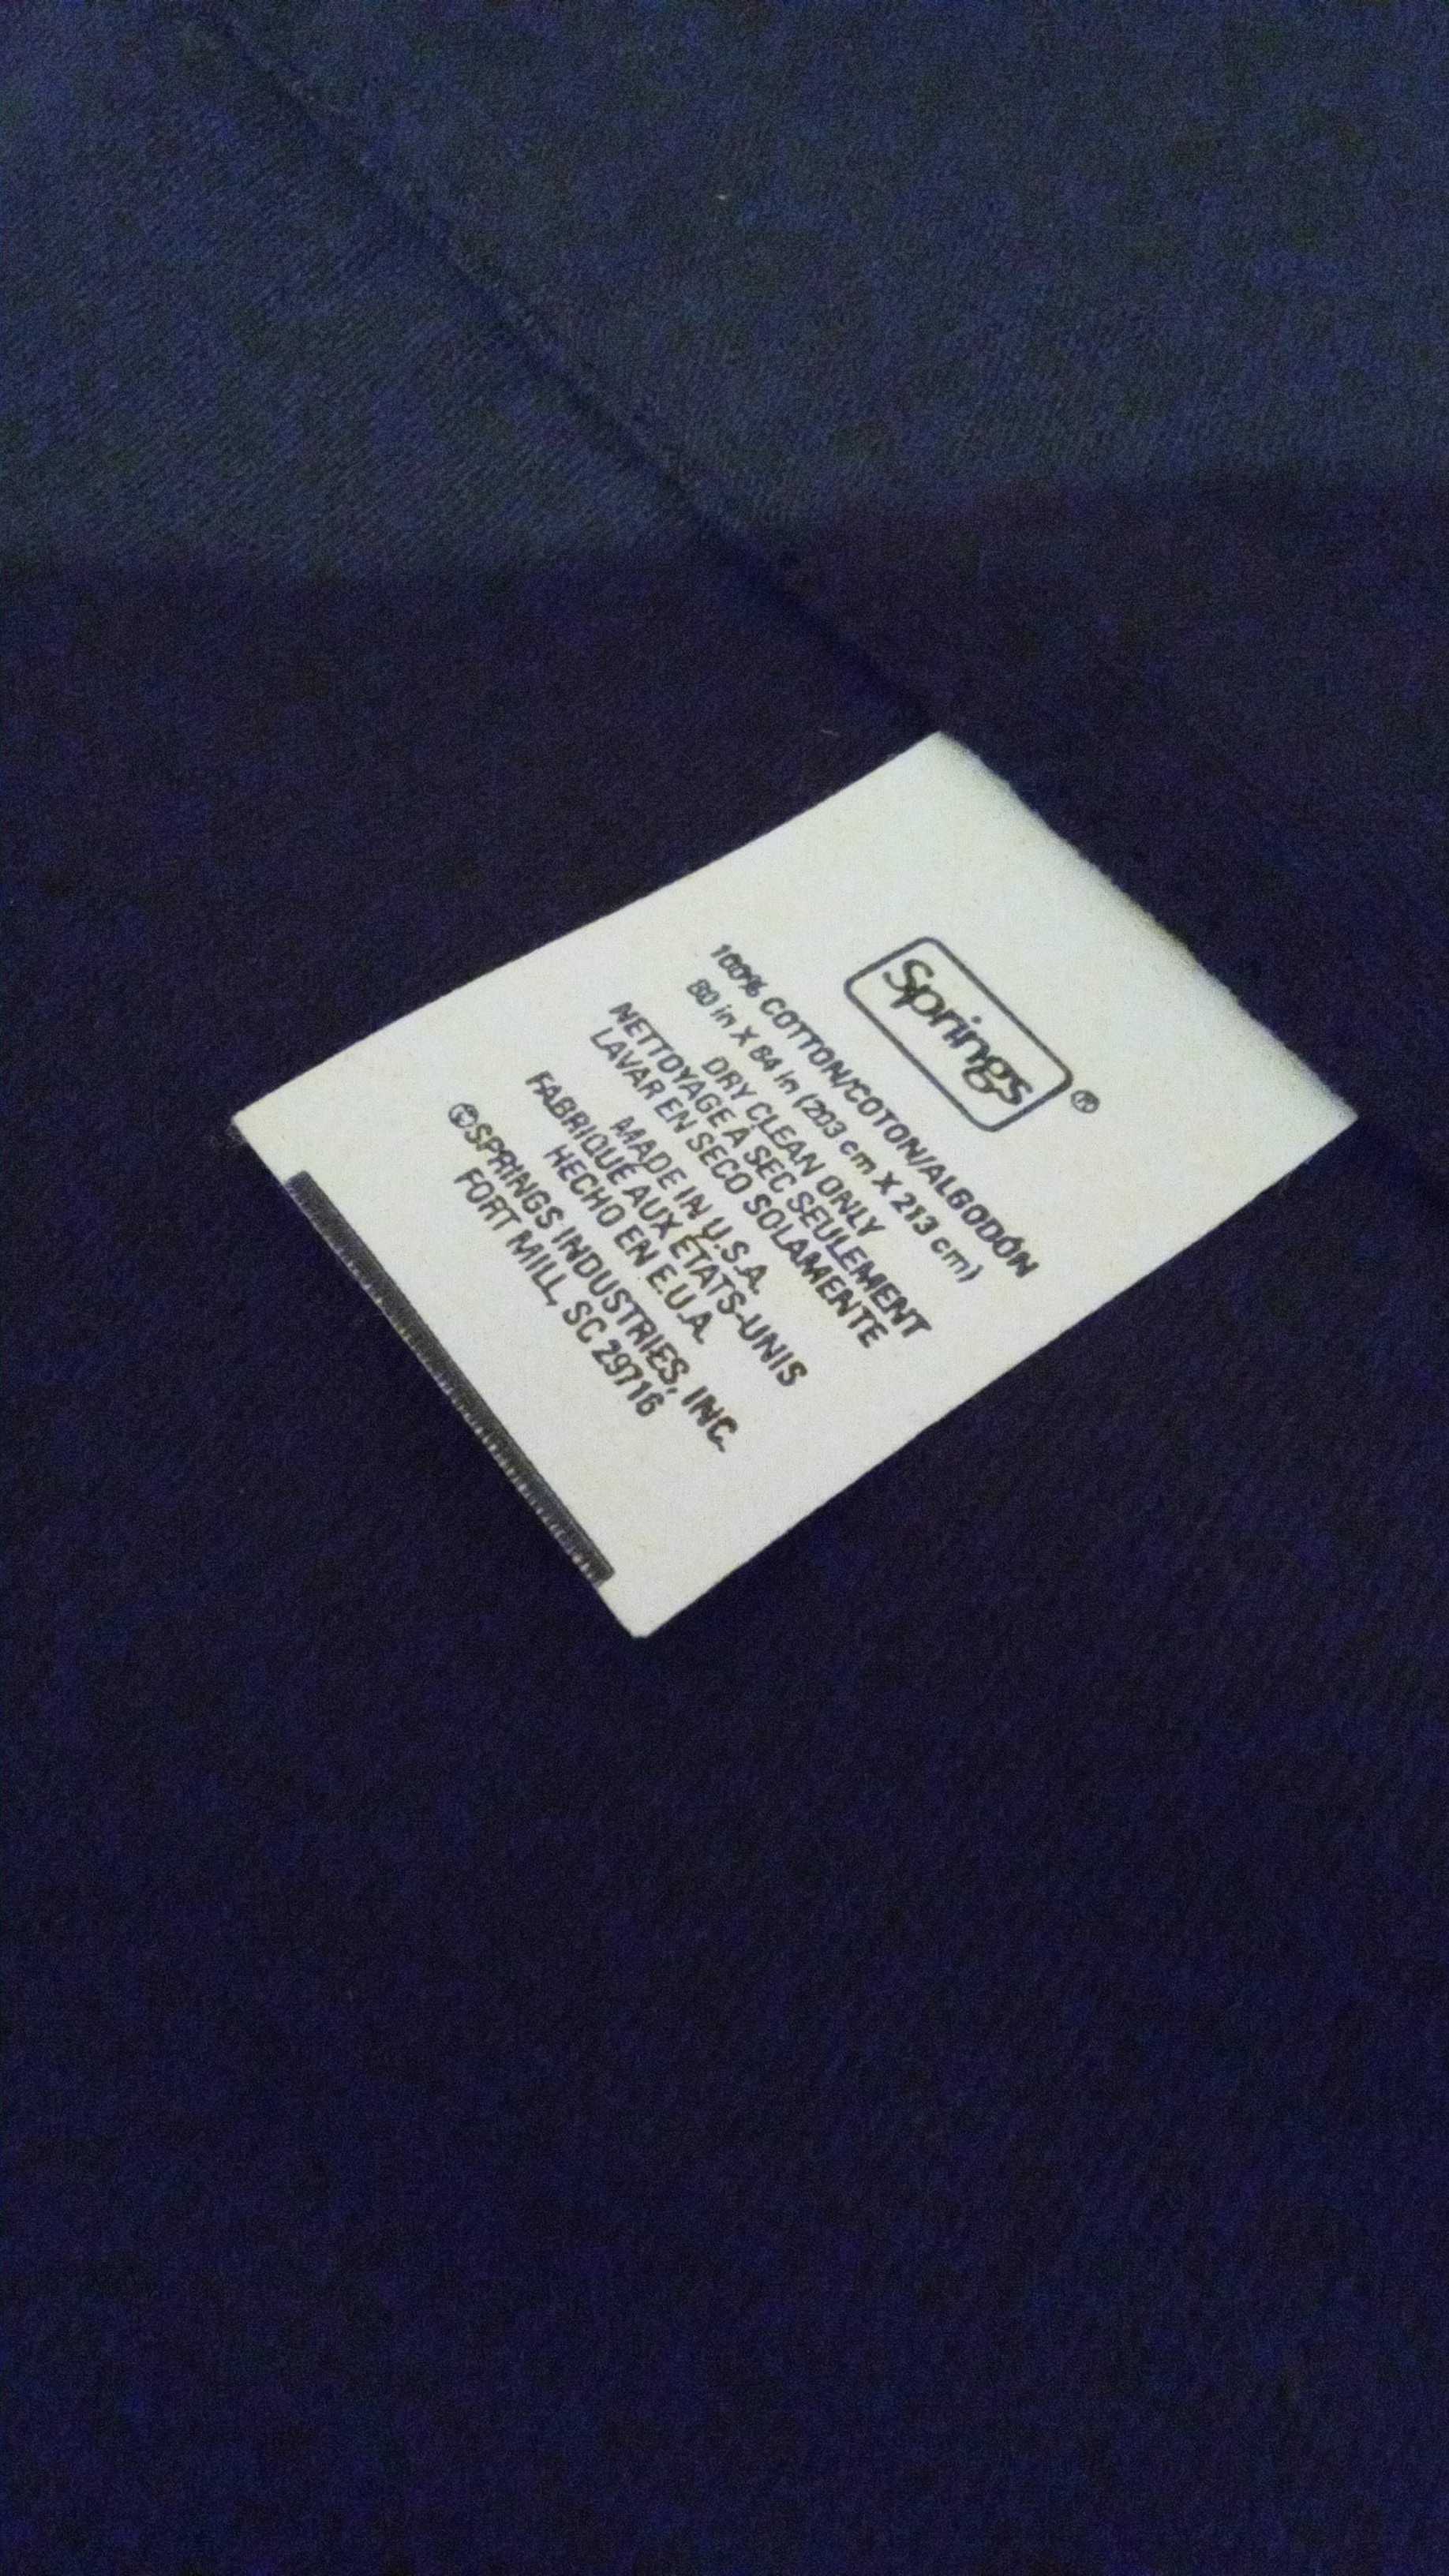 Springs®
100% COTTON/COTON/ALGODÓN
80 in X 84 in (203 cm X 213 cm)
DRY CLEAN ONLY
NETTOYAGE A SEC SEULEMENT
LAVAR EN SECO SOLAMENTE
MADE IN U.S.A.
FABRIQUÉ AUX ÉTATS-UNIS
HECHO EN E.U.A.
©SPRINGS INDUSTRIES, INC.
FORT MILL, SC 29716